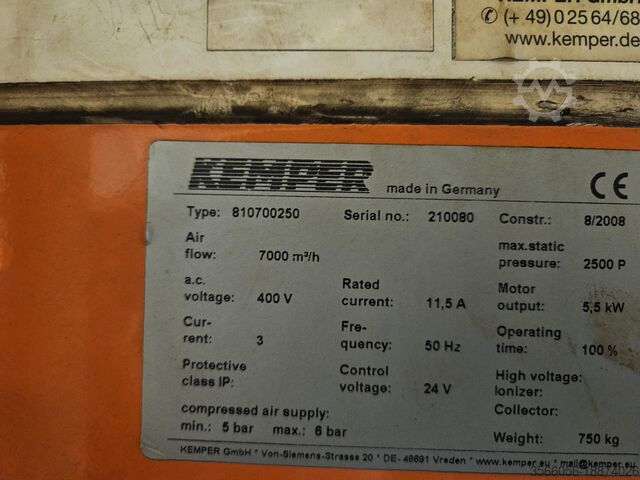 KEMPER GmbH
✆ (+ 49) 0 25 64/68
www.kemper.de
KEMPER made in Germany CE
Type: 810700250 Serial no.: 210080 Constr.: 8/2008
Air flow: 7000 m³/h max.static pressure: 2500 P
a.c. voltage: 400 V Rated current: 11,5 A Motor output: 5,5 kW
Cur-rent: 3 Fre-quency: 50 Hz Operating time: 100 %
Protective class IP: Control voltage: 24 V High voltage: Ionizer:
compressed air supply: Collector:
min.: 5 bar max.: 6 bar Weight: 750 kg
KEMPER GmbH * Von-Siemens-Strasse 20 * DE- 48691 Vreden * www.kemper.eu * mail@kemper.eu
3566056-18874026